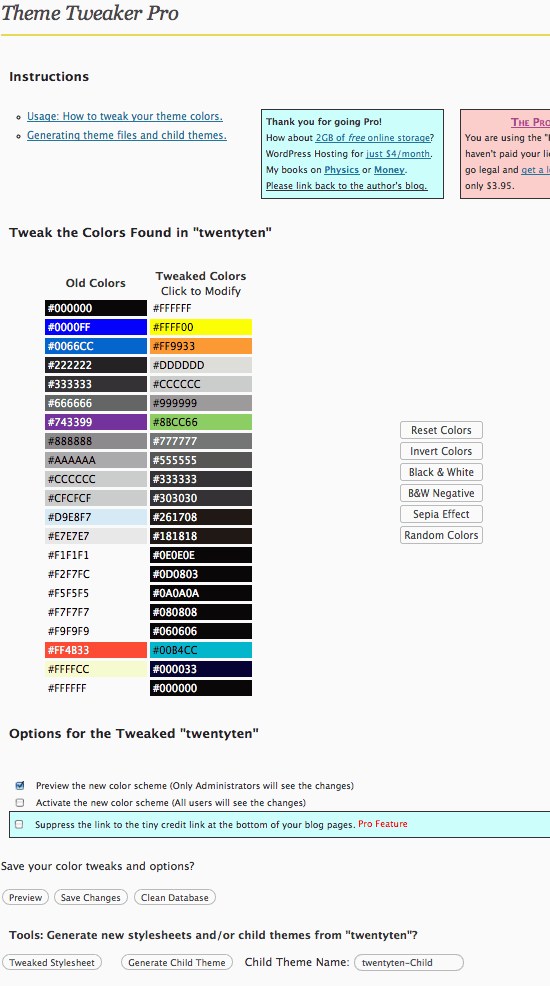 Theme Tweaker Pro
Instructions
Usage: How to tweak your theme colors.
Generating theme files and child themes.
Thank you for going Pro!
How about 2GB of free online storage?
WordPress Hosting for just $4/month.
My books on Physics or Money.
Please link back to the author's blog.
The Pro
You are using the "
haven't paid your li
go legal and get a l
only $3.95.
Tweak the Colors Found in "twentyten"
Old Colors
Tweaked Colors
Click to Modify
#000000 #FFFFFF
#0000FF #FFFF00
#0066CC #FF9933
#222222 #DDDDDD
#333333 #CCCCCC
#666666 #999999
#743399 #8BCC66
#888888 #777777
#AAAAAA #555555
#CCCCCC #333333
#CFCFCF #303030
#D9E8F7 #261708
#E7E7E7 #181818
#F1F1F1 #0E0E0E
#F2F7FC #0D0803
#F5F5F5 #0A0A0A
#F7F7F7 #080808
#F9F9F9 #060606
#FF4B33 #00B4CC
#FFFFCC #000033
#FFFFFF #000000
Reset Colors
Invert Colors
Black & White
B&W Negative
Sepia Effect
Random Colors
Options for the Tweaked "twentyten"
Preview the new color scheme (Only Administrators will see the changes)
Activate the new color scheme (All users will see the changes)
Suppress the link to the tiny credit link at the bottom of your blog pages. Pro Feature
Save your color tweaks and options?
Preview Save Changes Clean Database
Tools: Generate new stylesheets and/or child themes from "twentyten"?
Tweaked Stylesheet Generate Child Theme Child Theme Name: twentyten-Child